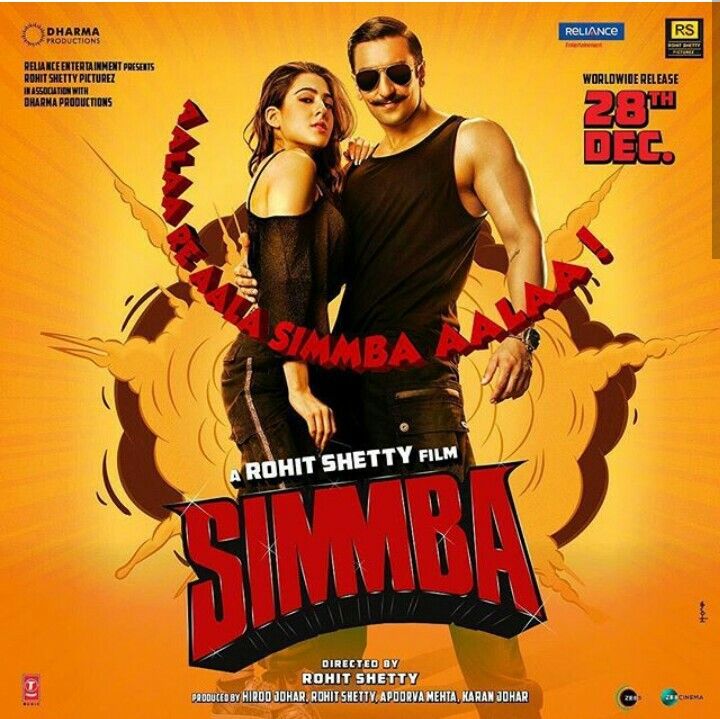 DHARMA
PRODUCTIONS
RELIANCE ENTERTAINMENT PRESENTS
ROHIT SHETTY PICTUREZ
IN ASSOCIATION WITH
DHARMA PRODUCTIONS
RELIANCE
Entertainment
RS
ROHIT SHETTY
PICTUREZ
WORLDWIDE RELEASE
28TH
DEC.
AALAA RE AALA SIMMBA AALAA !
A ROHIT SHETTY FILM
SIMMBA
DIRECTED BY
ROHIT SHETTY
PRODUCED BY HIROO JOHAR, ROHIT SHETTY, APOORVA MEHTA, KARAN JOHAR
T
MUSIC
ZEE5
ZEE CINEMA